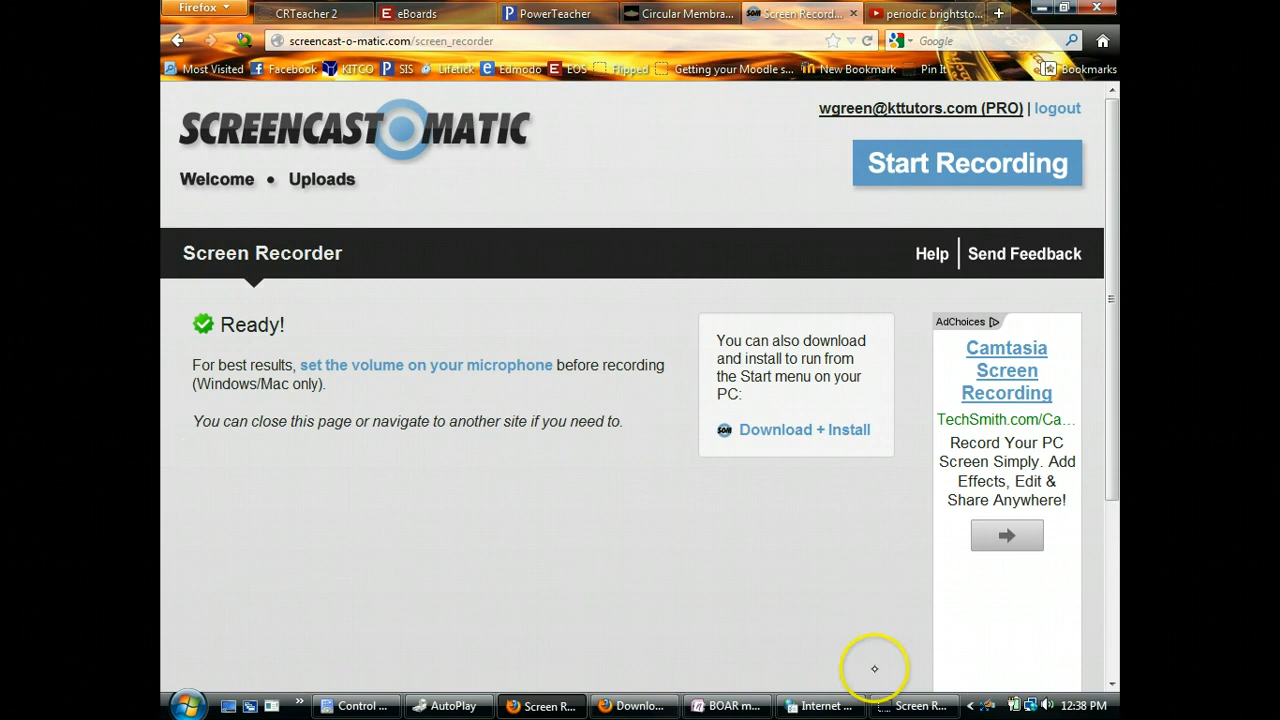 Firefox
CRTeacher 2
eBoards
PowerTeacher
Circular Membra...
Screen Record...
periodic brightsto...
screencast-o-matic.com/screen_recorder
Google
Most Visited
Facebook
KITCO
SIS
Lifetick
Edmodo
EOS
Flipped
Getting your Moodle s...
New Bookmark
Pin It
Bookmarks
SCREENCAST O MATIC
wgreen@kttutors.com (PRO) | logout
Start Recording
Welcome • Uploads
Screen Recorder
Help | Send Feedback
Ready!
For best results, set the volume on your microphone before recording
(Windows/Mac only).
You can close this page or navigate to another site if you need to.
You can also download
and install to run from
the Start menu on your
PC:
SOM Download + Install
AdChoices
Camtasia
Screen
Recording
TechSmith.com/Ca...
Record Your PC
Screen Simply. Add
Effects, Edit &
Share Anywhere!
Control ...
AutoPlay
Screen R...
Downlo...
BOAR m...
Internet ...
Screen R...
12:38 PM